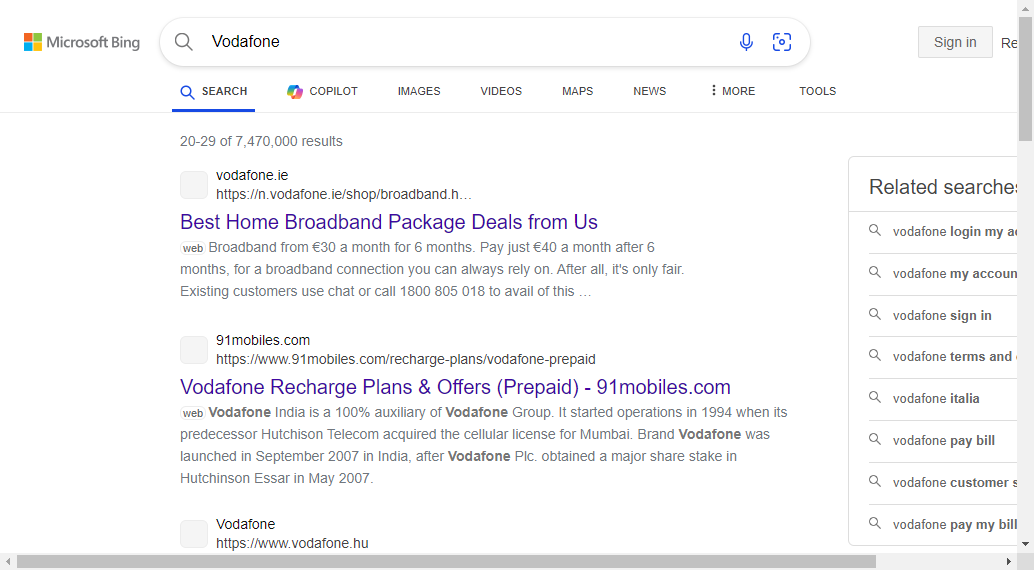 Microsoft Bing
Vodafone
Sign in
Re
SEARCH
COPILOT
IMAGES
VIDEOS
MAPS
NEWS
MORE
TOOLS
20-29 of 7,470,000 results
vodafone.ie
https://n.vodafone.ie/shop/broadband.h…
Best Home Broadband Package Deals from Us
web Broadband from €30 a month for 6 months. Pay just €40 a month after 6
months, for a broadband connection you can always rely on. After all, it's only fair.
Existing customers use chat or call 1800 805 018 to avail of this …
91mobiles.com
https://www.91mobiles.com/recharge-plans/vodafone-prepaid
Vodafone Recharge Plans & Offers (Prepaid) - 91mobiles.com
web Vodafone India is a 100% auxiliary of Vodafone Group. It started operations in 1994 when its
predecessor Hutchison Telecom acquired the cellular license for Mumbai. Brand Vodafone was
launched in September 2007 in India, after Vodafone Plc. obtained a major share stake in
Hutchinson Essar in May 2007.
Vodafone
https://www.vodafone.hu
Related searches
vodafone login my ac
vodafone my accoun
vodafone sign in
vodafone terms and
vodafone italia
vodafone pay bill
vodafone customer s
vodafone pay my bill